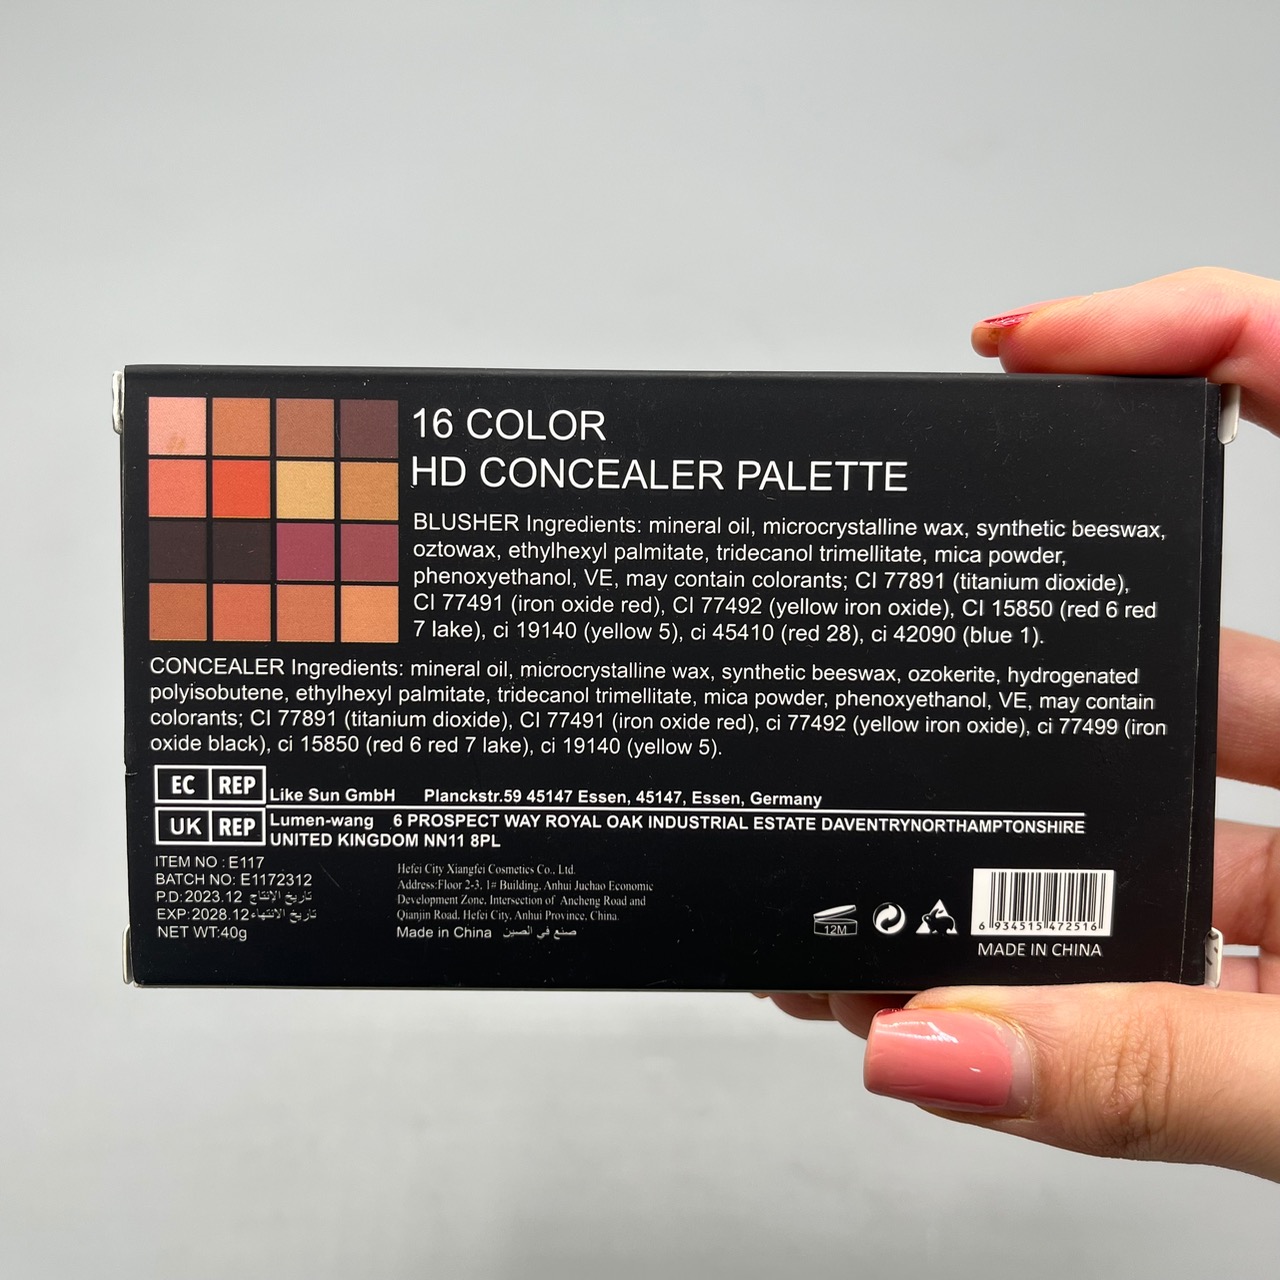 16 COLOR
HD CONCEALER PALETTE
BLUSHER Ingredients: mineral oil, microcrystalline wax, synthetic beeswax,
oztowax, ethylhexyl palmitate, tridecanol trimellitate, mica powder,
phenoxyethanol, VE, may contain colorants; CI 77891 (titanium dioxide),
CI 77491 (iron oxide red), CI 77492 (yellow iron oxide), CI 15850 (red 6 red
7 lake), ci 19140 (yellow 5), ci 45410 (red 28), ci 42090 (blue 1).
CONCEALER Ingredients: mineral oil, microcrystalline wax, synthetic beeswax, ozokerite, hydrogenated
polyisobutene, ethylhexyl palmitate, tridecanol trimellitate, mica powder, phenoxyethanol, VE, may contain
colorants; CI 77891 (titanium dioxide), CI 77491 (iron oxide red), ci 77492 (yellow iron oxide), ci 77499 (iron
oxide black), ci 15850 (red 6 red 7 lake), ci 19140 (yellow 5).
EC REP Like Sun GmbH Planckstr.59 45147 Essen, 45147, Essen, Germany
UK REP Lumen-wang 6 PROSPECT WAY ROYAL OAK INDUSTRIAL ESTATE DAVENTRYNORTHAMPTONSHIRE
UNITED KINGDOM NN11 8PL
ITEM NO : E117
BATCH NO: E1172312
P.D:2023.12 تاريخ الإنتاج
EXP:2028.12 تاريخ الانتهاء
NET WT:40g
Hefei City Xiangfei Cosmetics Co., Ltd.
Address:Floor 2-3, 1# Building, Anhui Juchao Economic
Development Zone, Intersection of Ancheng Road and
Qianjin Road, Hefei City, Anhui Province, China.
Made in China صنع في الصين
12M
6 934515 472516
MADE IN CHINA